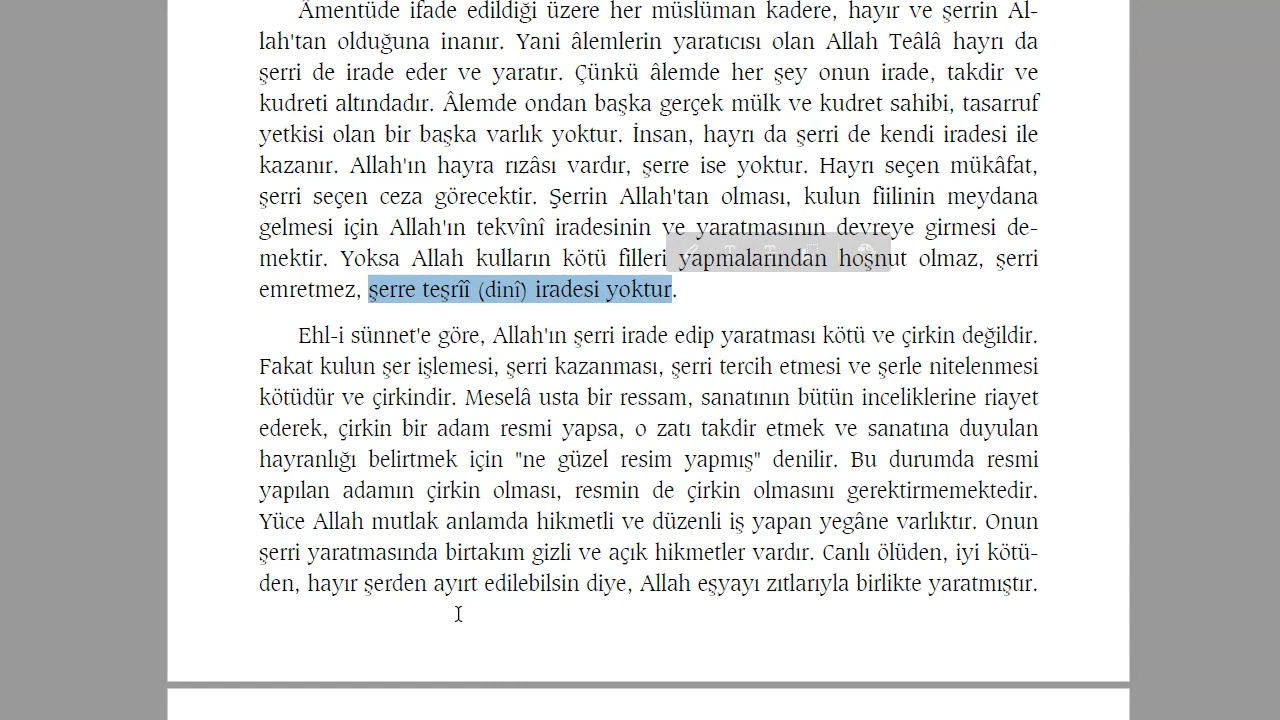 Âmentüde ifade edildiği üzere her müslüman kadere, hayır ve şerrin Al-
lah'tan olduğuna inanır. Yani âlemlerin yaratıcısı olan Allah Teâlâ hayrı da
şerri de irade eder ve yaratır. Çünkü âlemde her şey onun irade, takdir ve
kudreti altındadır. Âlemde ondan başka gerçek mülk ve kudret sahibi, tasarruf
yetkisi olan bir başka varlık yoktur. İnsan, hayrı da şerri de kendi iradesi ile
kazanır. Allah'ın hayra rızâsı vardır, şerre ise yoktur. Hayrı seçen mükâfat,
şerri seçen ceza görecektir. Şerrin Allah'tan olması, kulun fiilinin meydana
gelmesi için Allah'ın tekvînî iradesinin ve yaratmasının devreye girmesi de-
mektir. Yoksa Allah kulların kötü filleri yapmalarından hoşnut olmaz, şerri
emretmez, şerre teşrîî (dinî) iradesi yoktur.
Ehl-i sünnet'e göre, Allah'ın şerri irade edip yaratması kötü ve çirkin değildir.
Fakat kulun şer işlemesi, şerri kazanması, şerri tercih etmesi ve şerle nitelenmesi
kötüdür ve çirkindir. Meselâ usta bir ressam, sanatının bütün inceliklerine riayet
ederek, çirkin bir adam resmi yapsa, o zatı takdir etmek ve sanatına duyulan
hayranlığı belirtmek için "ne güzel resim yapmış" denilir. Bu durumda resmi
yapılan adamın çirkin olması, resmin de çirkin olmasını gerektirmemektedir.
Yüce Allah mutlak anlamda hikmetli ve düzenli iş yapan yegâne varlıktır. Onun
şerri yaratmasında birtakım gizli ve açık hikmetler vardır. Canlı ölüden, iyi kötü-
den, hayır şerden ayırt edilebilsin diye, Allah eşyayı zıtlarıyla birlikte yaratmıştır.